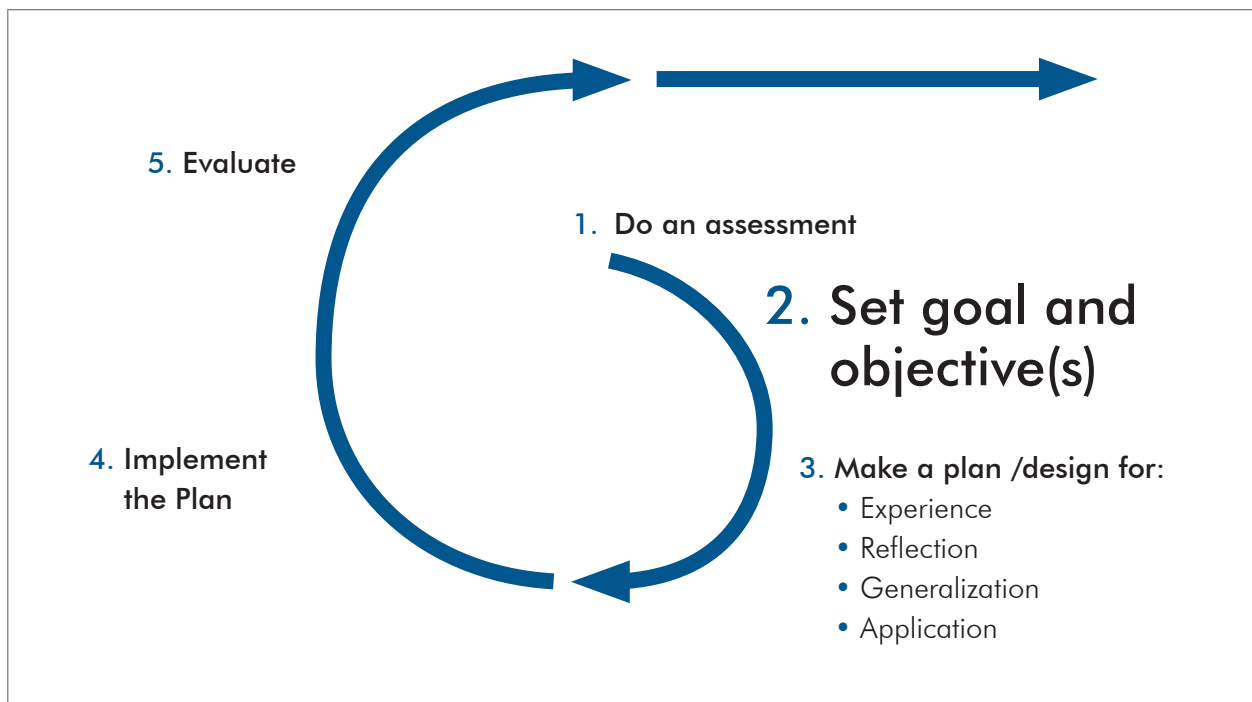 1. Do an assessment
2. Set goal and
objective(s)
3. Make a plan /design for:
• Experience
• Reflection
• Generalization
• Application
4. Implement
the Plan
5. Evaluate